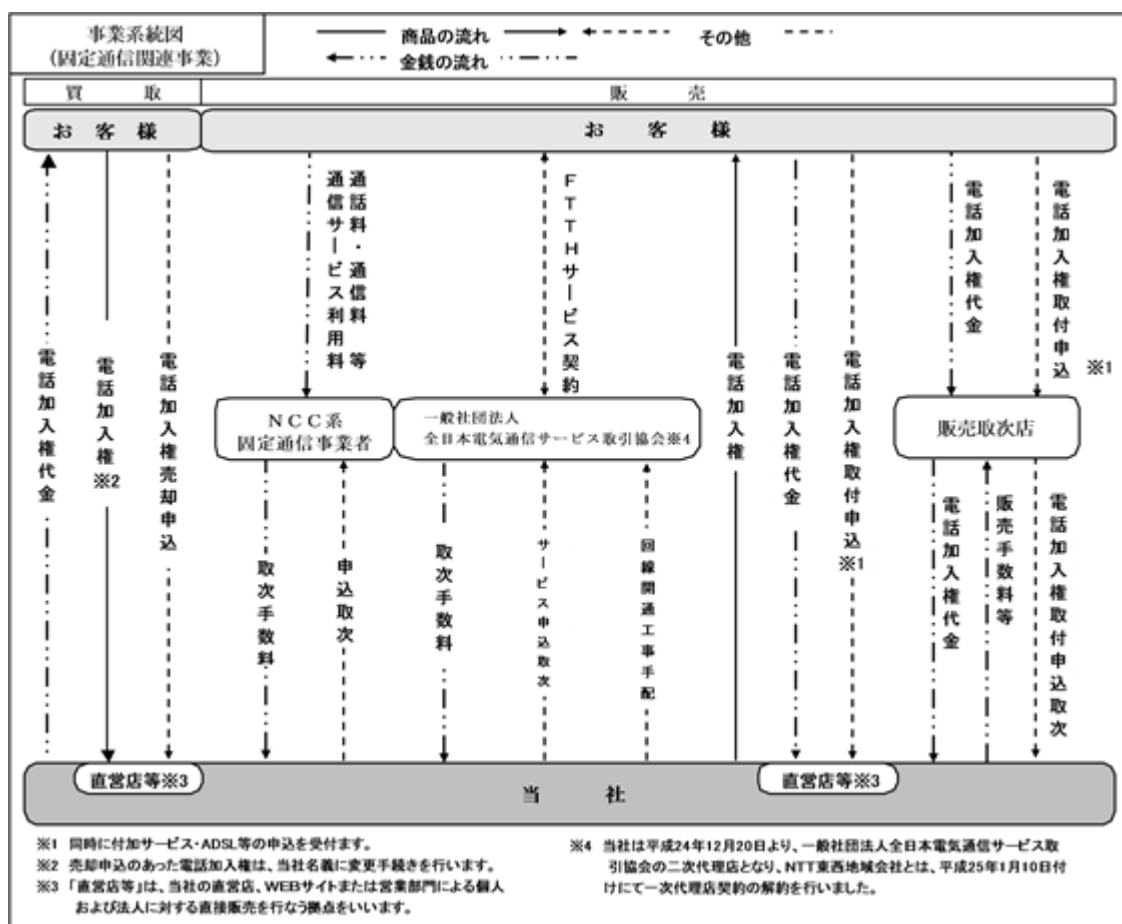 事業系統図
(固定通信関連事業)
商品の流れ
その他
金銭の流れ
買取
販売
お客様
お客様
電話加入権代金
電話加入権
※2
電話加入権売却申込
通話料・通信料等
通信サービス利用料
FTTHサービス契約
電話加入権
電話加入権代金
電話加入権取付申込
※1
電話加入権代金
電話加入権取付申込
※1
NCC系
固定通信事業者
一般社団法人
全日本電気通信サービス取引協会※4
販売取次店
取次手数料
申込取次
取次手数料
サービス申込取次
回線開通工事手配
電話加入権代金
販売手数料等
電話加入権取付申込取次
直営店等※3
直営店等※3
当社
※1 同時に付加サービス・ADSL等の申込を受付ます。
※2 売却申込のあった電話加入権は、当社名義に変更手続きを行います。
※3 「直営店等」は、当社の直営店、WEBサイトまたは営業部門による個人
および法人に対する直接販売を行なう拠点をいいます。
※4 当社は平成24年12月20日より、一般社団法人全日本電気通信サービス取
引協会の二次代理店となり、NTT東西地域会社とは、平成25年1月10日付
けにて一次代理店契約の解約を行いました。